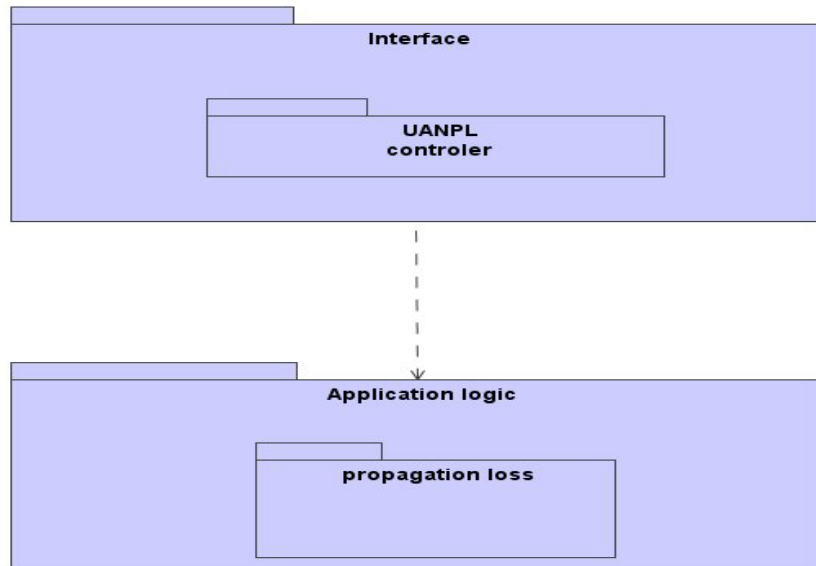 Interface
UANPL
controler
Application logic
propagation loss